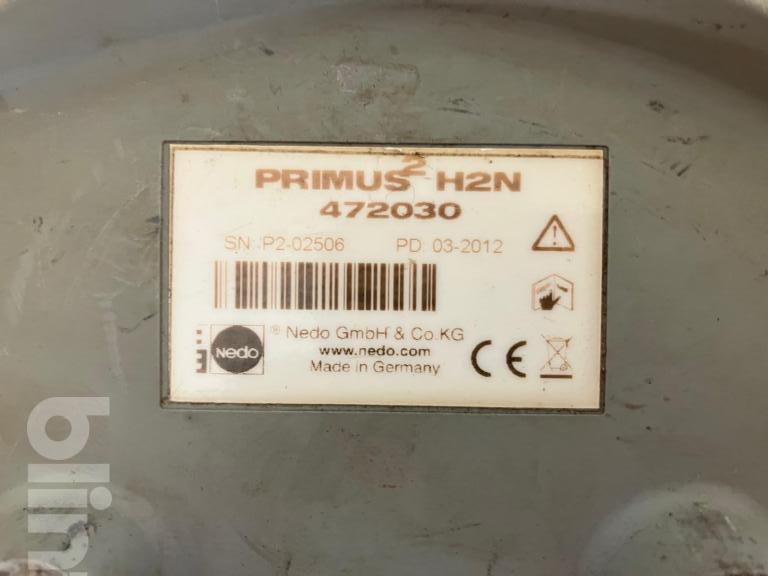 PRIMUS² H2N
472030
SN: P2-02506 PD: 03-2012
nedo ® Nedo GmbH & Co.KG
www.nedo.com
Made in Germany
CE
blin